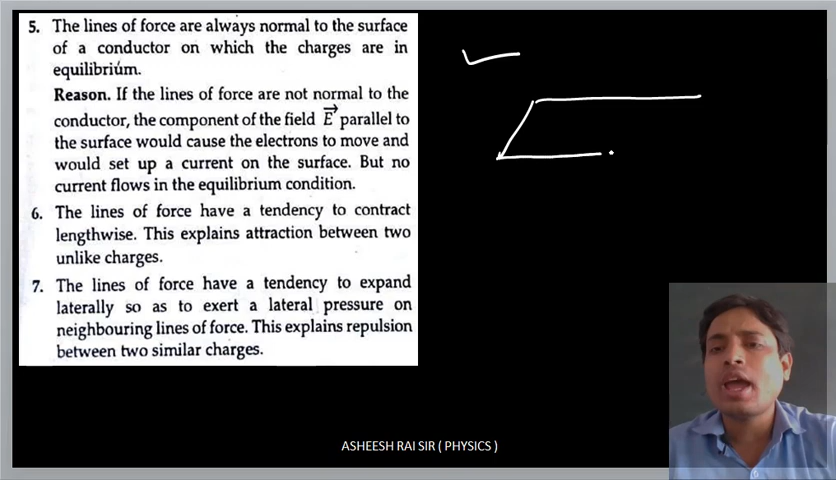 5. The lines of force are always normal to the surface
of a conductor on which the charges are in
equilibrium.
Reason. If the lines of force are not normal to the
conductor, the component of the field E⃗ parallel to
the surface would cause the electrons to move and
would set up a current on the surface. But no
current flows in the equilibrium condition.
6. The lines of force have a tendency to contract
lengthwise. This explains attraction between two
unlike charges.
7. The lines of force have a tendency to expand
laterally so as to exert a lateral pressure on
neighbouring lines of force. This explains repulsion
between two similar charges.
ASHEESH RAI SIR ( PHYSICS )